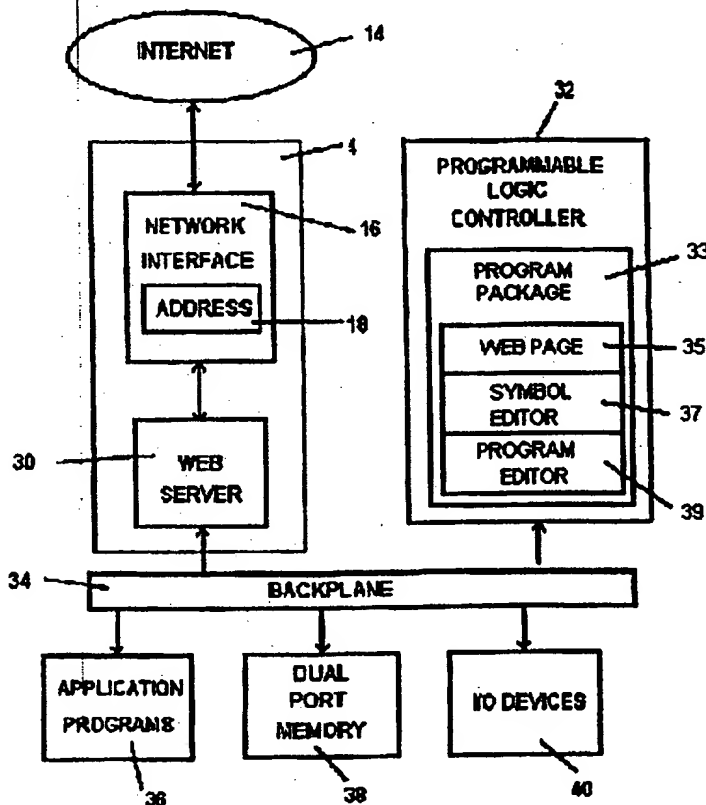 INTERNET
14
4
NETWORK
INTERFACE
16
ADDRESS
18
30
WEB
SERVER
32
PROGRAMMABLE
LOGIC
CONTROLLER
33
PROGRAM
PACKAGE
WEB PAGE
35
SYMBOL
EDITOR
37
PROGRAM
EDITOR
39
34
BACKPLANE
APPLICATION
PROGRAMS
36
DUAL
PORT
MEMORY
38
I/O DEVICES
40